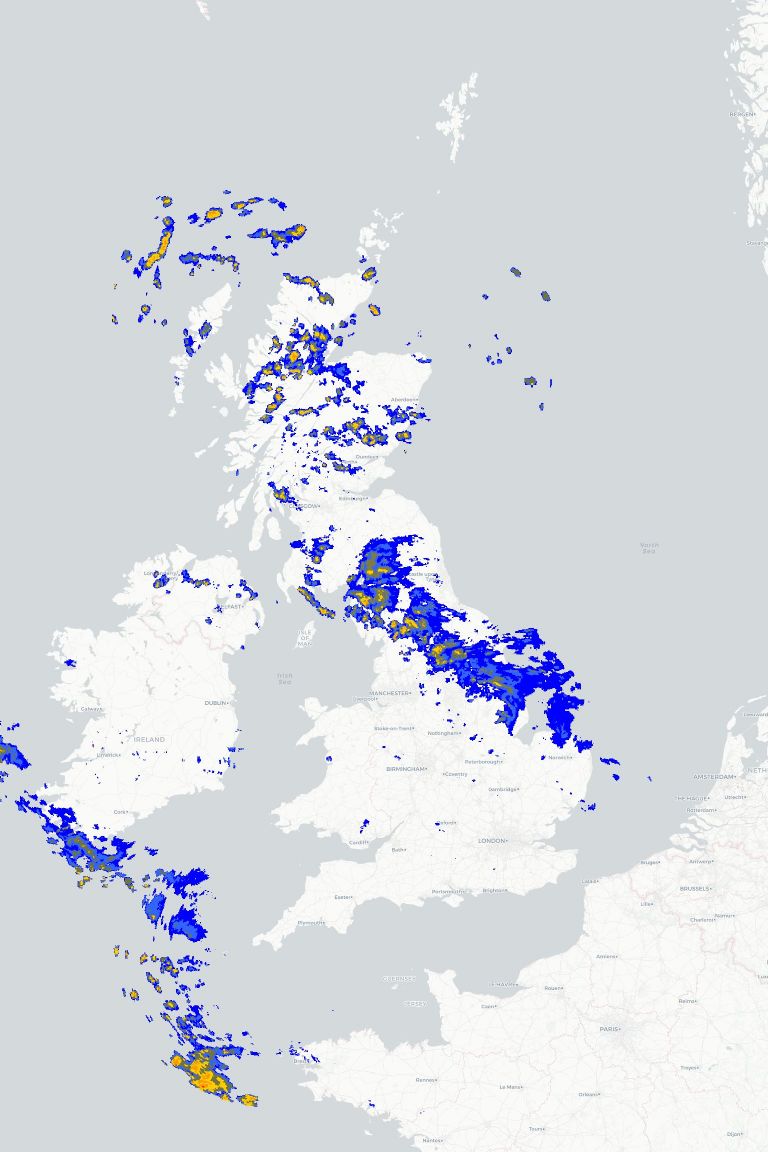 BERGEN
Aberdeen
Dundee
Edinburgh
GLASGOW
North
Sea
BELFAST
ISLE
OF
MAN
Irish
Sea
MANCHESTER
Liverpool
DUBLIN
Galway
IRELAND
Limerick
Stoke-on-Trent
Nottingham
Norwich
Peterborough
BIRMINGHAM
Coventry
AMSTERDAM
THE HAGUE
Utrecht
Rotterdam
Cambridge
Cork
Oxford
Cardiff
LONDON
Bath
Bruges
Antwerp
Calais
BRUSSELS
Exeter
Portsmouth
Brighton
Lille
Namur
Charleroi
Plymouth
Amiens
GUERNSEY
LE HAVRE
Rouen
JERSEY
Caen
Reims
PARIS
Brest
Troyes
Rennes
Le Mans
Orléans
Tours
Dijon
Nantes